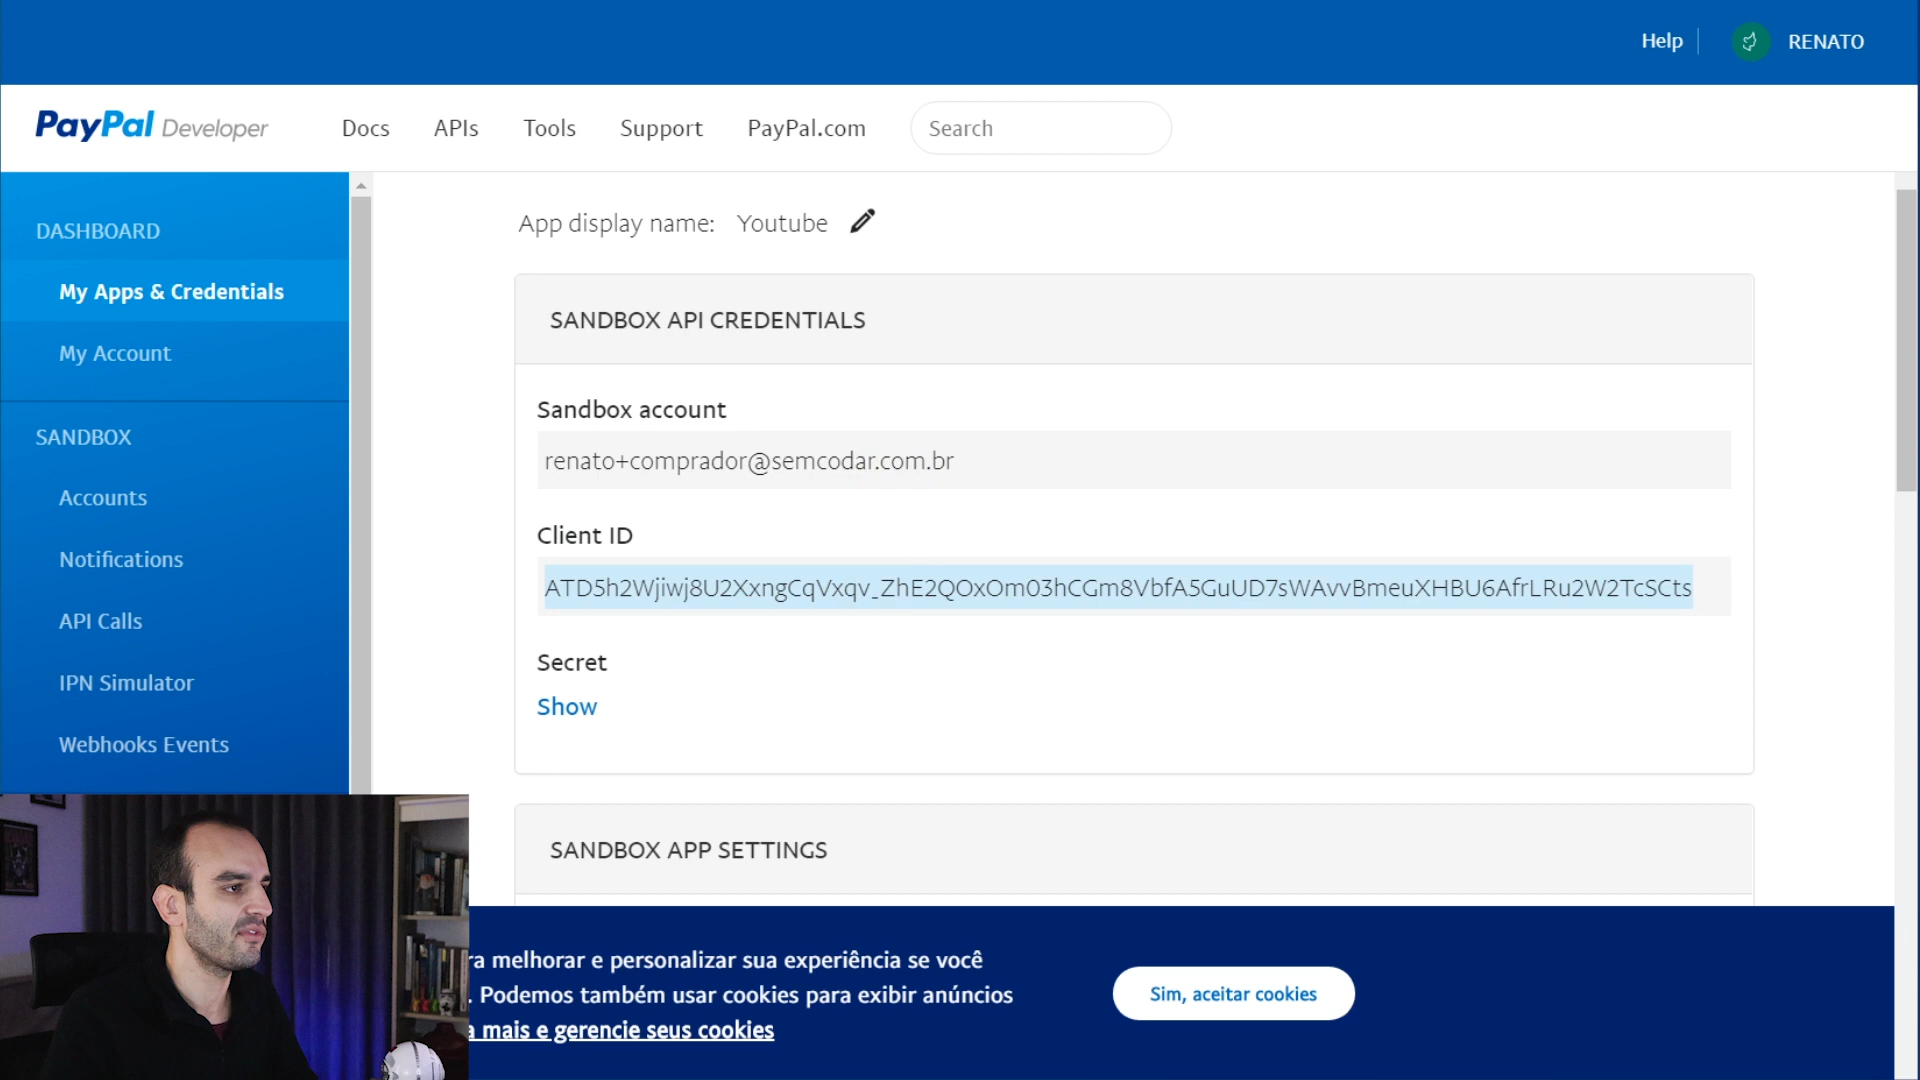 Help
RENATO
PayPal Developer
Docs
APIs
Tools
Support
PayPal.com
Search
DASHBOARD
My Apps & Credentials
My Account
SANDBOX
Accounts
Notifications
API Calls
IPN Simulator
Webhooks Events
App display name: Youtube
SANDBOX API CREDENTIALS
Sandbox account
renato+comprador@semcodar.com.br
Client ID
ATD5h2Wjiwj8U2XxngCqVxqv_ZhE2QOxOm03hCGm8VbfA5GuUD7sWAvvBmeuXHBU6AfrLRu2W2TcSCts
Secret
Show
SANDBOX APP SETTINGS
ra melhorar e personalizar sua experiência se você
. Podemos também usar cookies para exibir anúncios
a mais e gerencie seus cookies
Sim, aceitar cookies